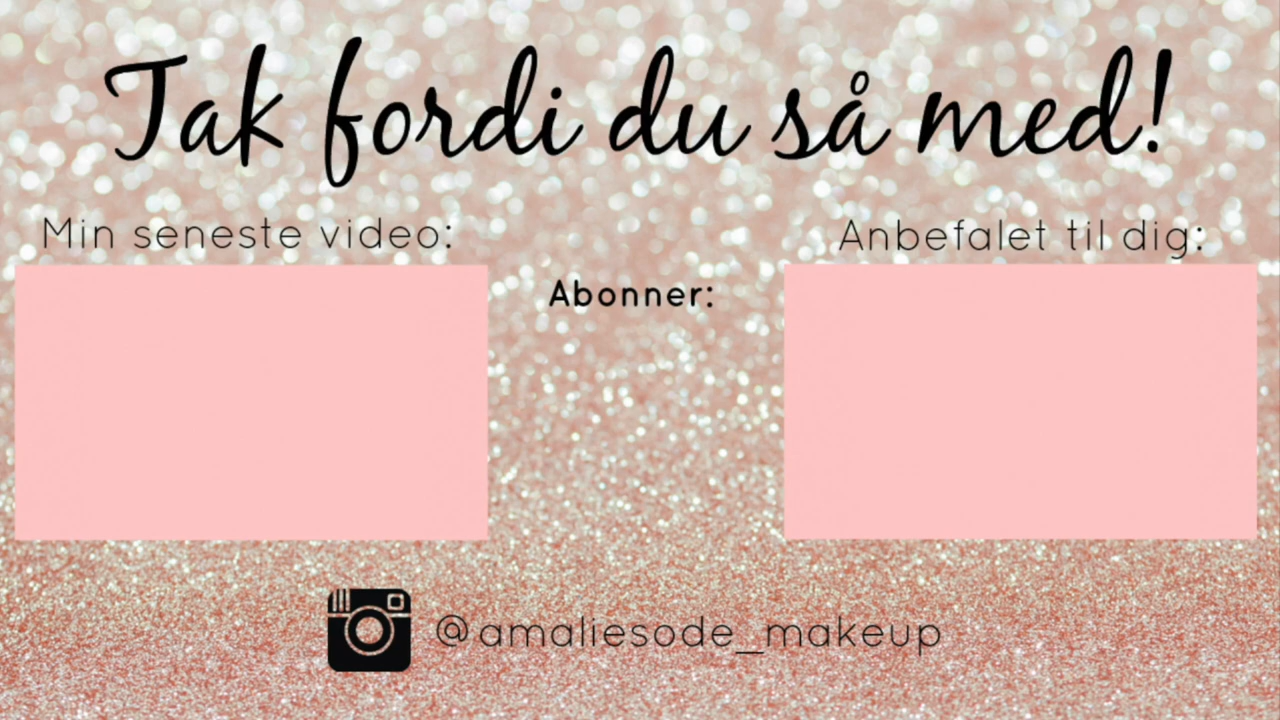 Tak fordi du så med!
Min seneste video:
Anbefalet til dig:
Abonner:
@amaliesode_makeup